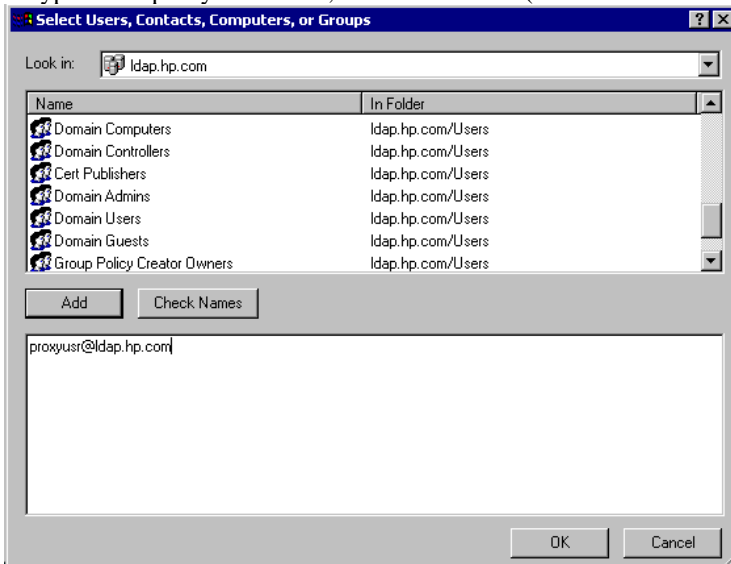 Select Users, Contacts, Computers, or Groups
Look in: ldap.hp.com
Name In Folder
Domain Computers ldap.hp.com/Users
Domain Controllers ldap.hp.com/Users
Cert Publishers ldap.hp.com/Users
Domain Admins ldap.hp.com/Users
Domain Users ldap.hp.com/Users
Domain Guests ldap.hp.com/Users
Group Policy Creator Owners ldap.hp.com/Users
Add Check Names
proxyusr@ldap.hp.com
OK Cancel